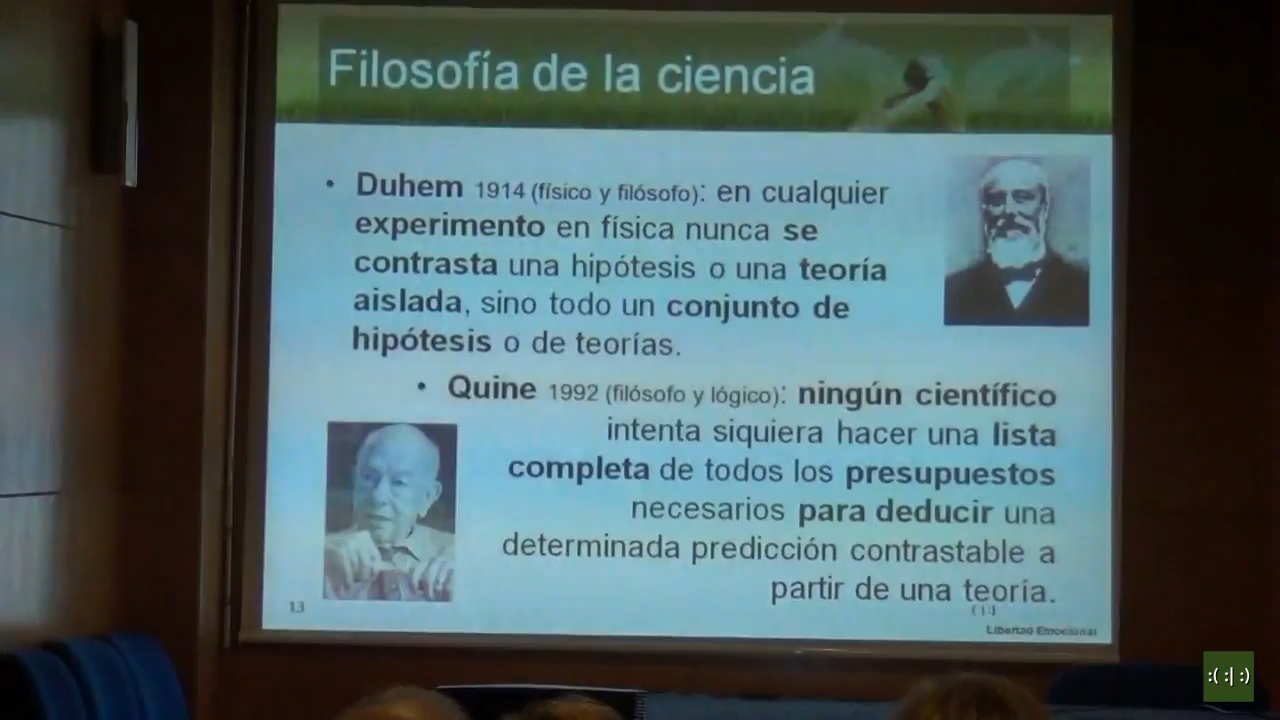 Filosofía de la ciencia
• Duhem 1914 (físico y filósofo): en cualquier
experimento en física nunca se
contrasta una hipótesis o una teoría
aislada, sino todo un conjunto de
hipótesis o de teorías.
• Quine 1992 (filósofo y lógico): ningún científico
intenta siquiera hacer una lista
completa de todos los presupuestos
necesarios para deducir una
determinada predicción contrastable a
partir de una teoría.
13
Libertad Emocional
:( :| :)